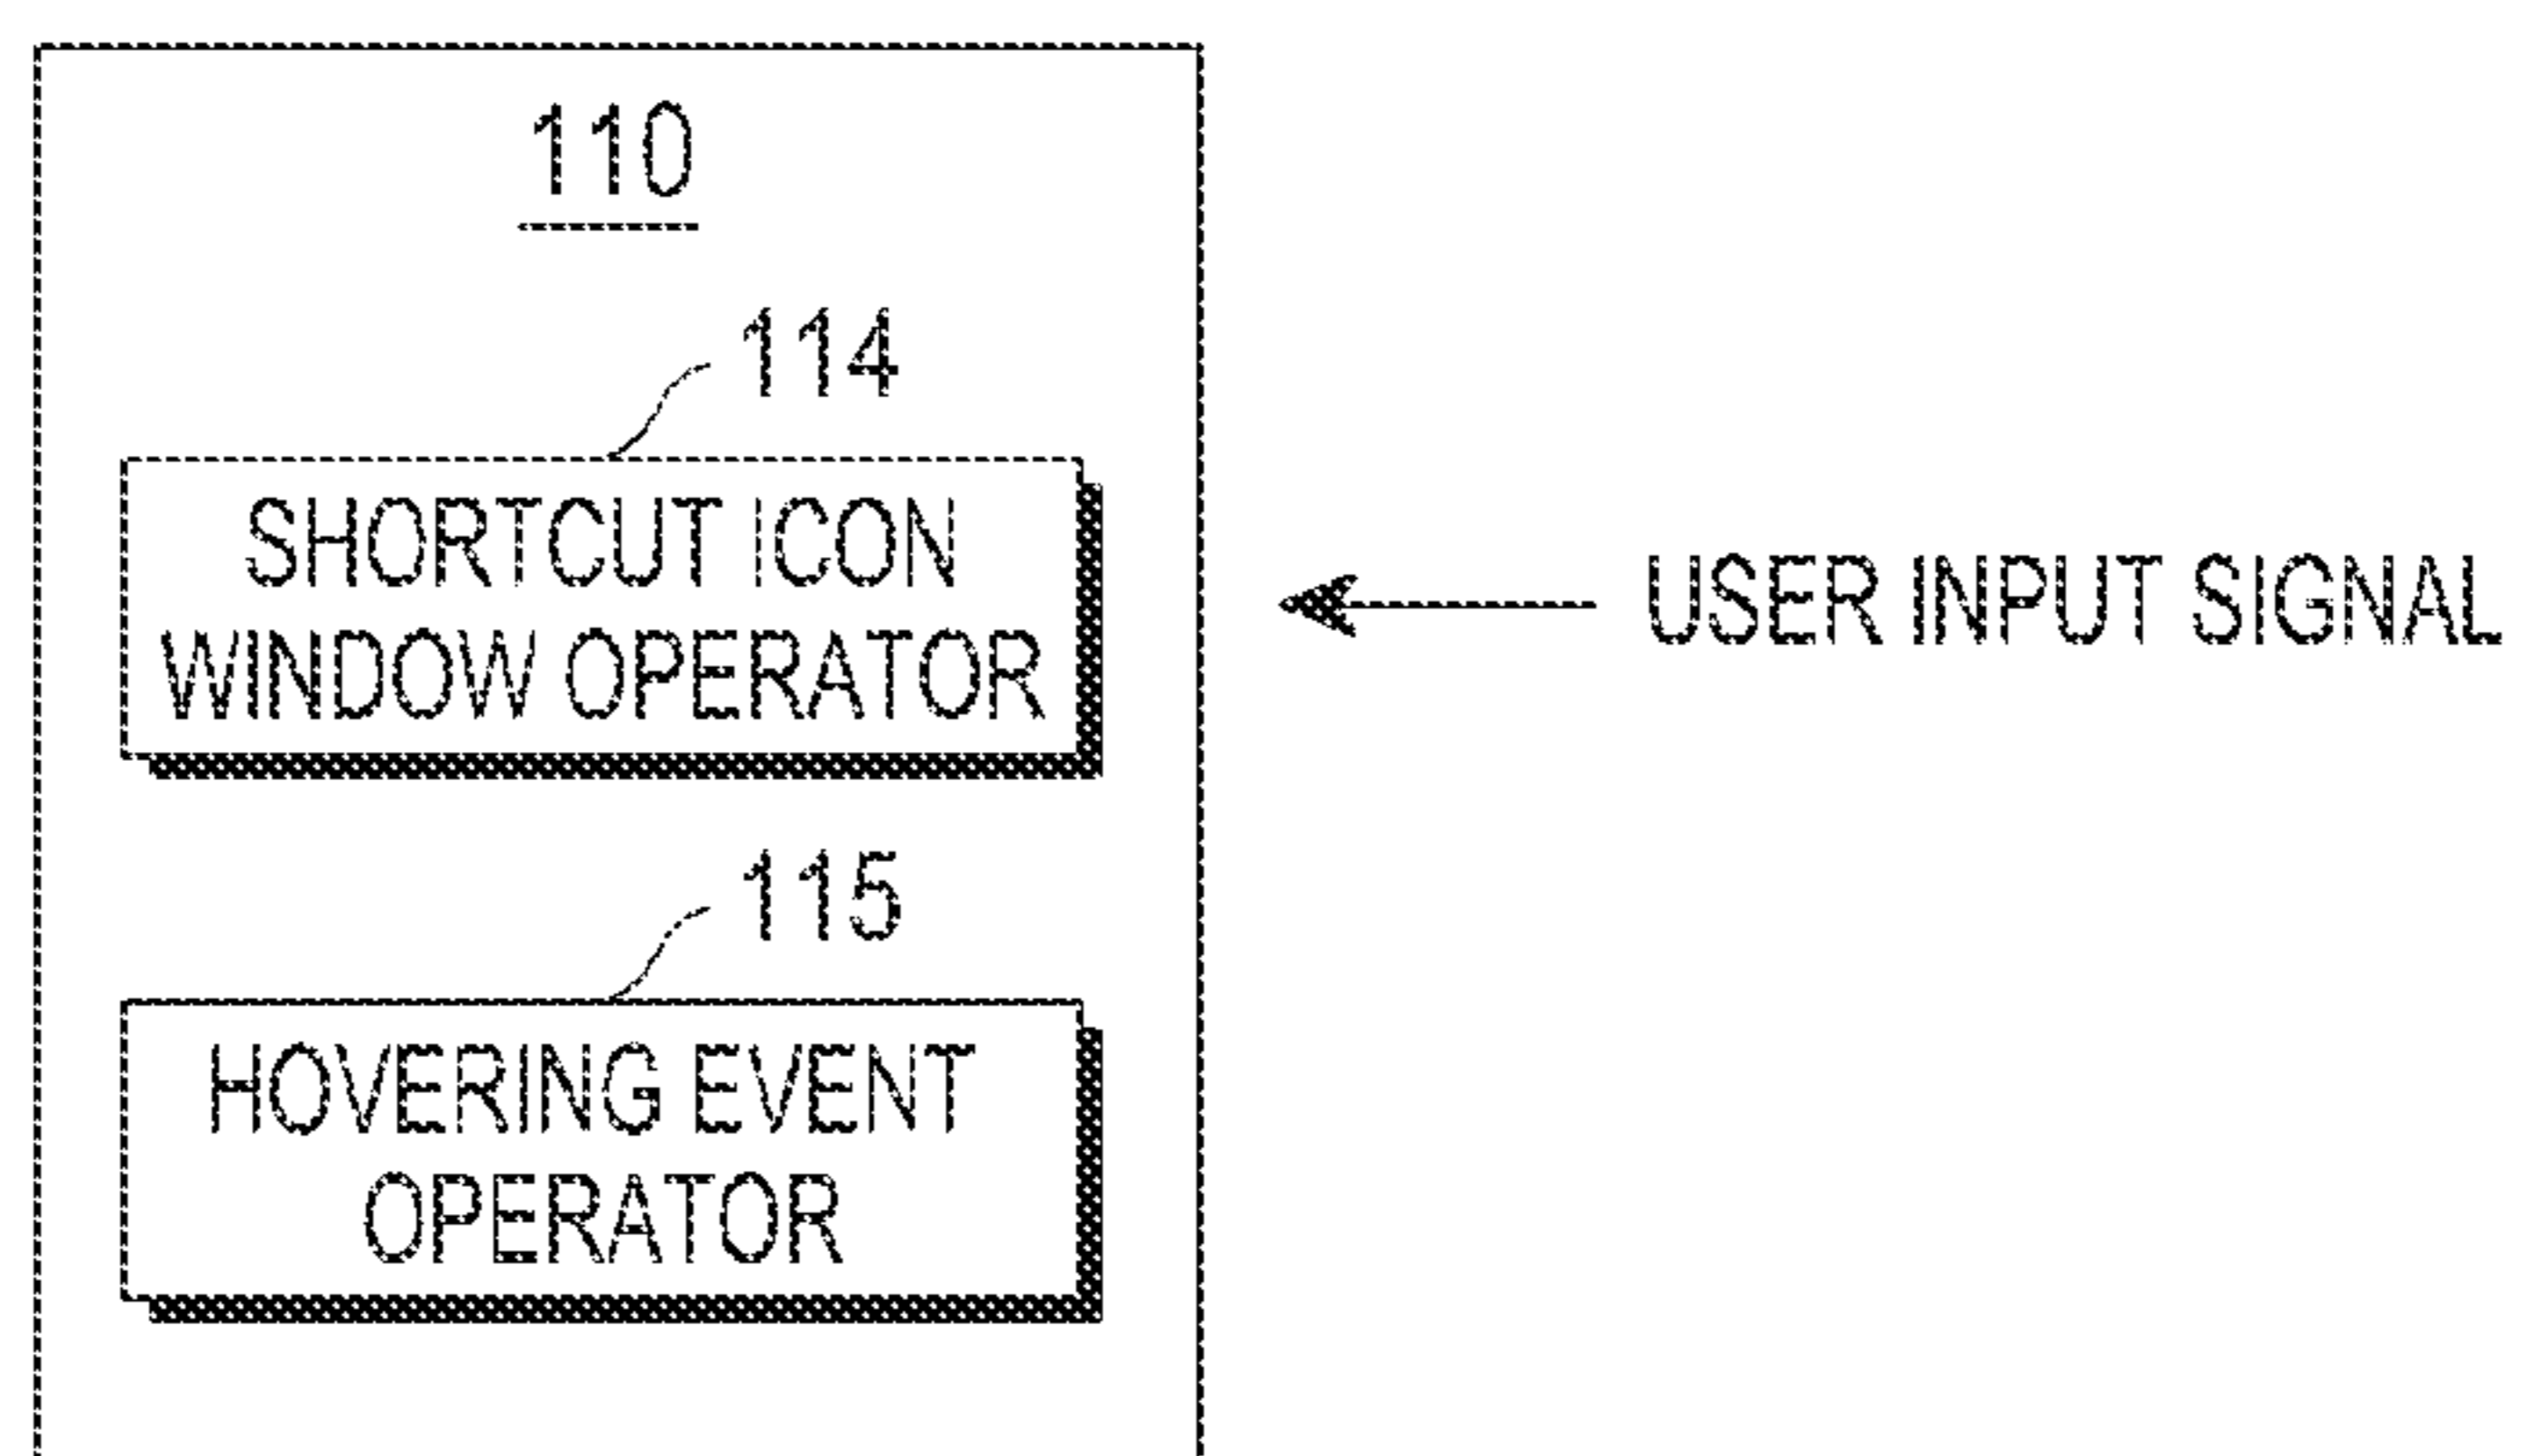 110
114
SHORTCUT ICON
WINDOW OPERATOR
USER INPUT SIGNAL
115
HOVERING EVENT
OPERATOR